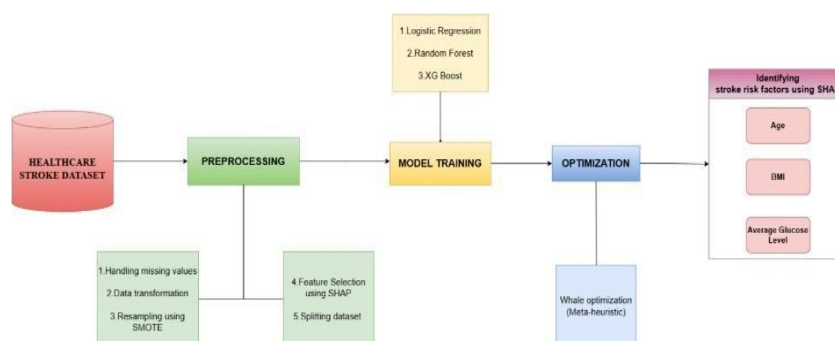 HEALTHCARE
STROKE DATASET
PREPROCESSING
1.Handling missing values
2.Data transformation
3.Resampling using
SMOTE
4.Feature Selection
using SHAP
5.Splitting dataset
1.Logistic Regression
2.Random Forest
3.XG Boost
MODEL TRAINING
OPTIMIZATION
Whale optimization
(Meta-heuristic)
Identifying
stroke risk factors using SHA
Age
BMI
Average Glucose
Level